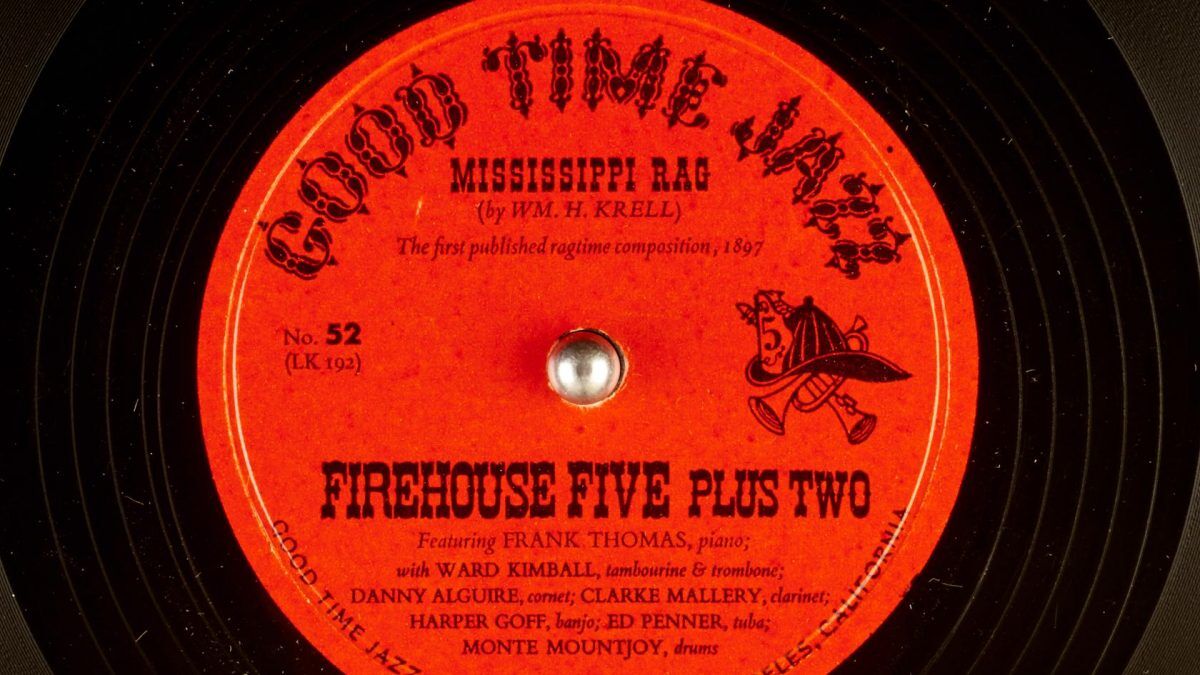 GOOD TIME JAZZ
MISSISSIPPI RAG
(by WM. H. KRELL)
The first published ragtime composition, 1897
No. 52
(LK 192)
5
FIREHOUSE FIVE PLUS TWO
Featuring FRANK THOMAS, piano;
with WARD KIMBALL, tambourine & trombone;
DANNY ALGUIRE, cornet; CLARKE MALLERY, clarinet;
HARPER GOFF, banjo; ED PENNER, tuba;
MONTE MOUNTJOY, drums
GOOD TIME JAZZ
ELES, CALIFORNIA